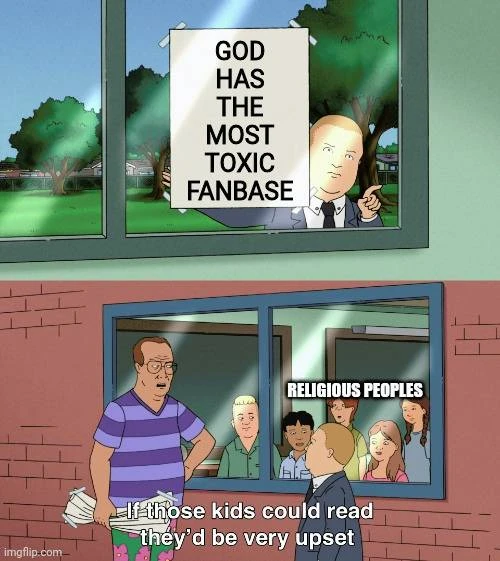 GOD
HAS
THE
MOST
TOXIC
FANBASE
RELIGIOUS PEOPLES
If those kids could read
they'd be very upset
imgflip.com